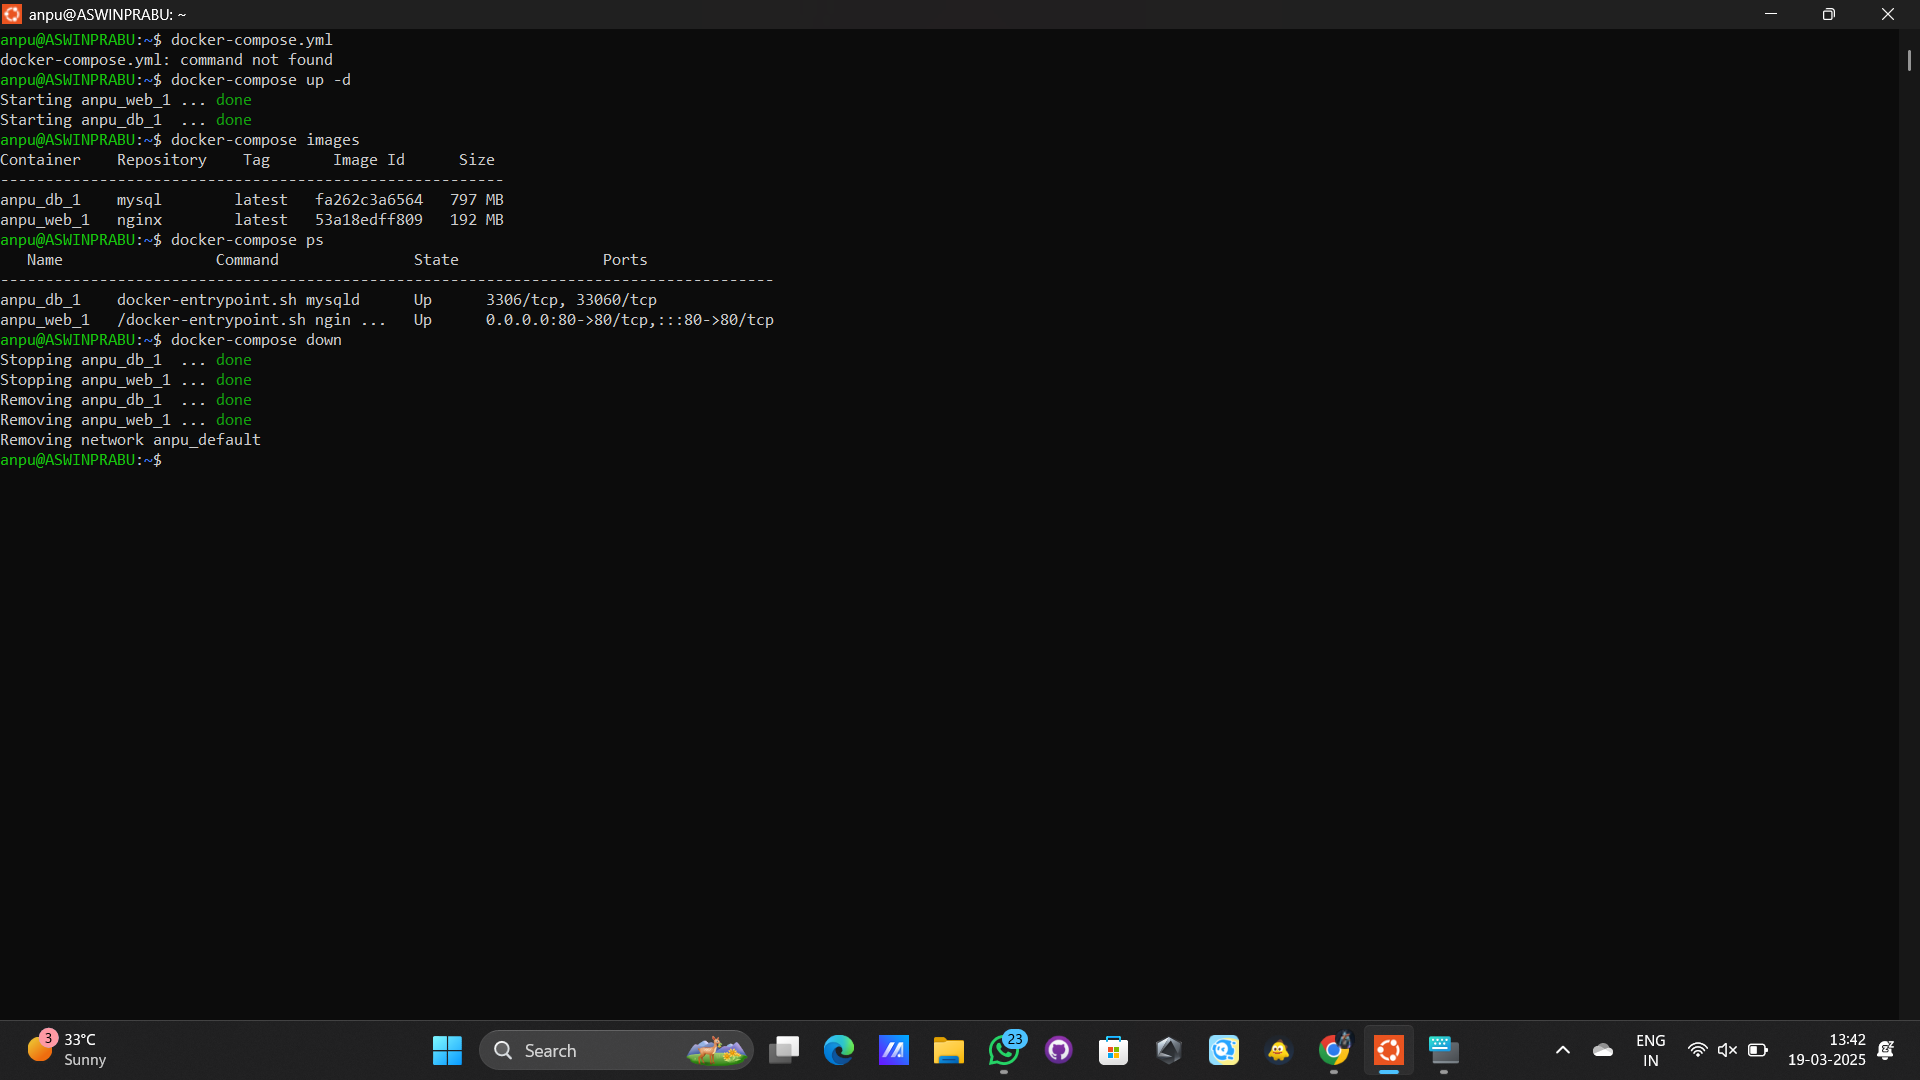 anpu@ASWINPRABU: ~
anpu@ASWINPRABU:~$ docker-compose.yml
docker-compose.yml: command not found
anpu@ASWINPRABU:~$ docker-compose up -d
Starting anpu_web_1 ... done
Starting anpu_db_1  ... done
anpu@ASWINPRABU:~$ docker-compose images
Container    Repository    Tag       Image Id      Size
--------------------------------------------------------
anpu_db_1    mysql        latest   fa262c3a6564   797 MB
anpu_web_1   nginx        latest   53a18edff809   192 MB
anpu@ASWINPRABU:~$ docker-compose ps
   Name                 Command               State                Ports
--------------------------------------------------------------------------------------
anpu_db_1    docker-entrypoint.sh mysqld      Up      3306/tcp, 33060/tcp
anpu_web_1   /docker-entrypoint.sh ngin ...   Up      0.0.0.0:80->80/tcp,:::80->80/tcp
anpu@ASWINPRABU:~$ docker-compose down
Stopping anpu_db_1  ... done
Stopping anpu_web_1 ... done
Removing anpu_db_1  ... done
Removing anpu_web_1 ... done
Removing network anpu_default
anpu@ASWINPRABU:~$
3
33°C
Sunny
Search
23
ENG
IN
13:42
19-03-2025